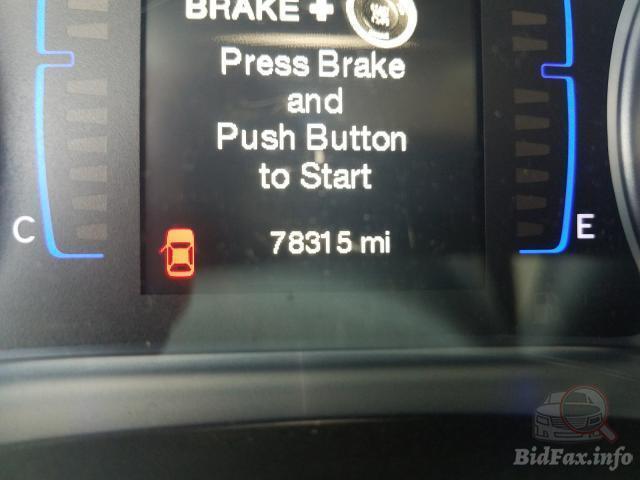 BRAKE +
Press Brake
and
Push Button
to Start
78315 mi
C
E
BidFax.info